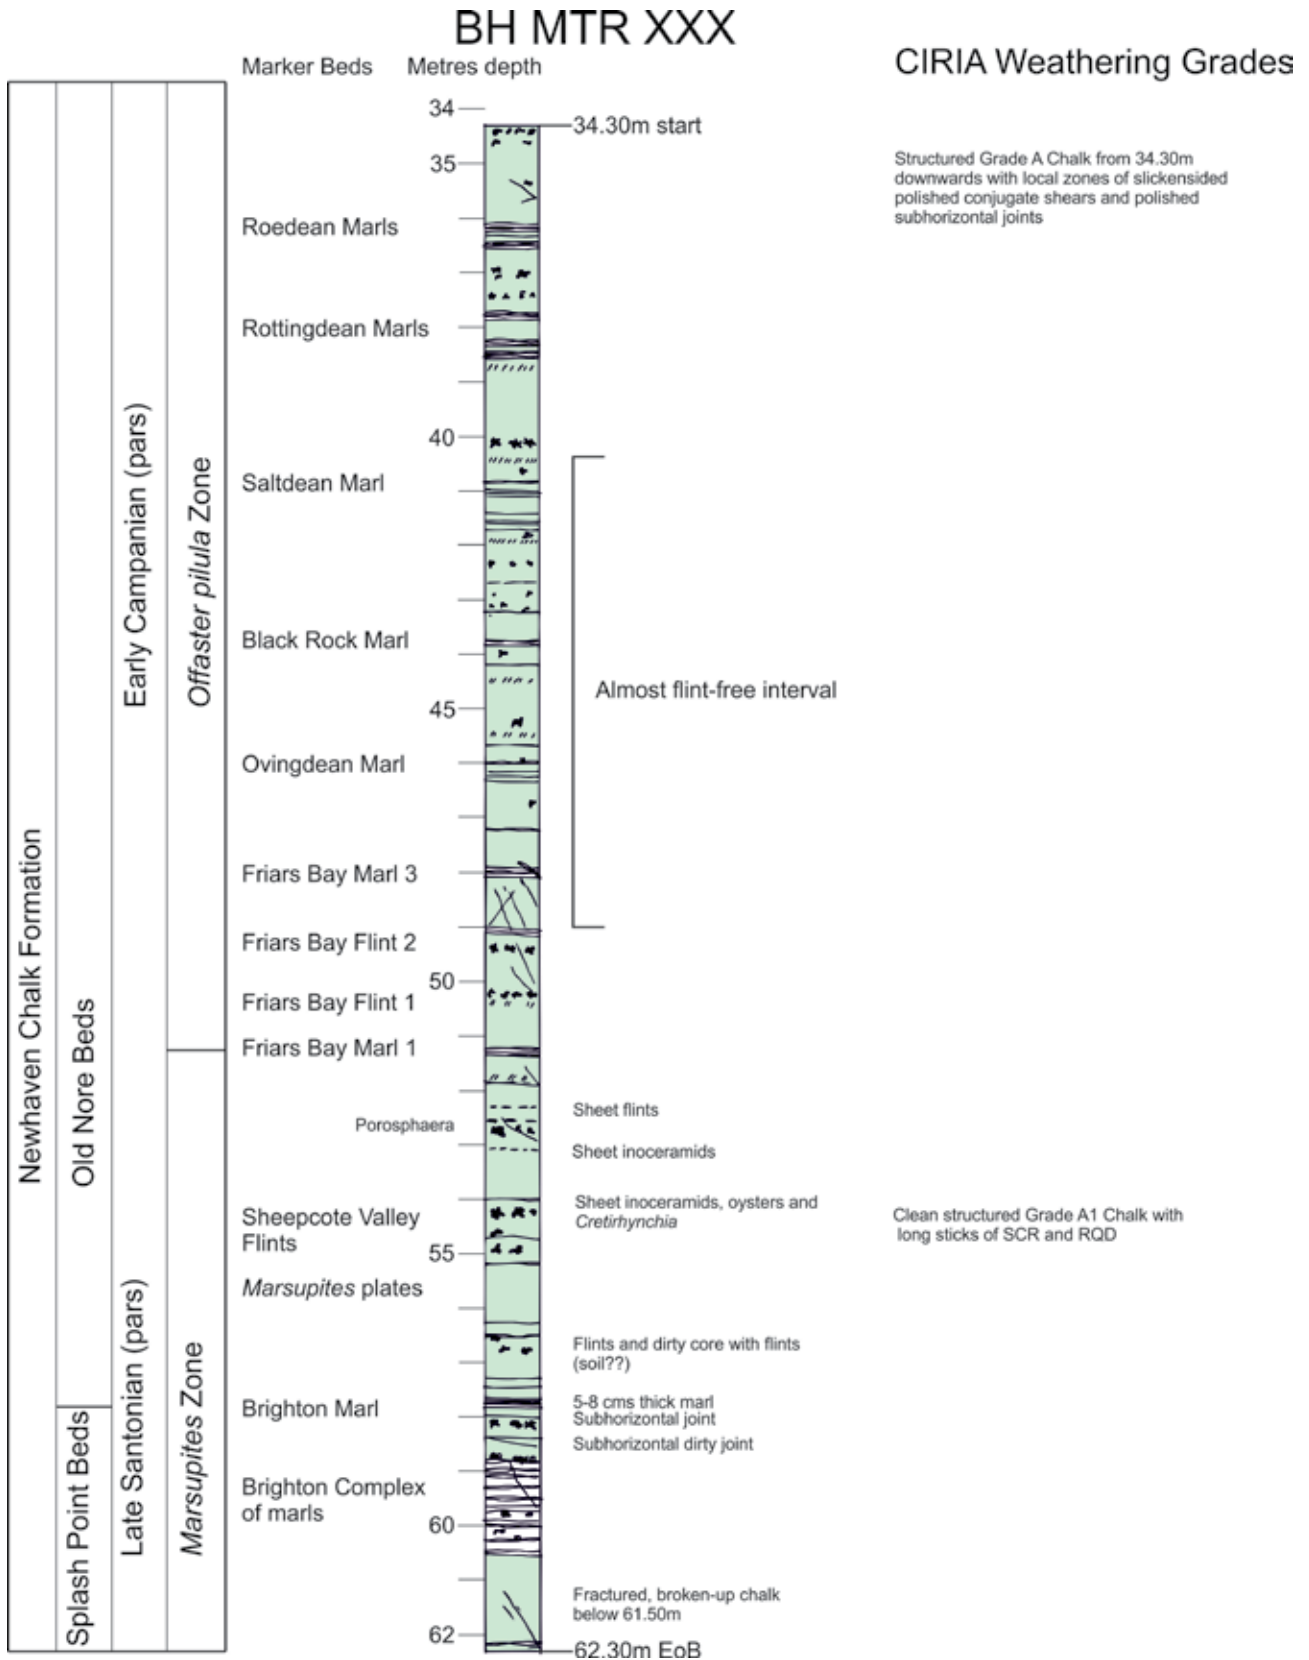 BH MTR XXX
Marker Beds
Metres depth
CIRIA Weathering Grades
34
34.30m start
35
Structured Grade A Chalk from 34.30m
downwards with local zones of slickensided
polished conjugate shears and polished
subhorizontal joints
Roedean Marls
Rottingdean Marls
40
Saltdean Marl
Black Rock Marl
Almost flint-free interval
45
Ovingdean Marl
Friars Bay Marl 3
Friars Bay Flint 2
50
Friars Bay Flint 1
Friars Bay Marl 1
Sheet flints
Porosphaera
Sheet inoceramids
Sheet inoceramids, oysters and
Cretirhynchia
Sheepcote Valley
Flints
Clean structured Grade A1 Chalk with
long sticks of SCR and RQD
55
Marsupites plates
Flints and dirty core with flints
(soil??)
5-8 cms thick marl
Brighton Marl
Subhorizontal joint
Subhorizontal dirty joint
Brighton Complex
of marls
60
Fractured, broken-up chalk
below 61.50m
62
62.30m EoB
Newhaven Chalk Formation
Old Nore Beds
Splash Point Beds
Early Campanian (pars)
Late Santonian (pars)
Offaster pilula Zone
Marsupites Zone